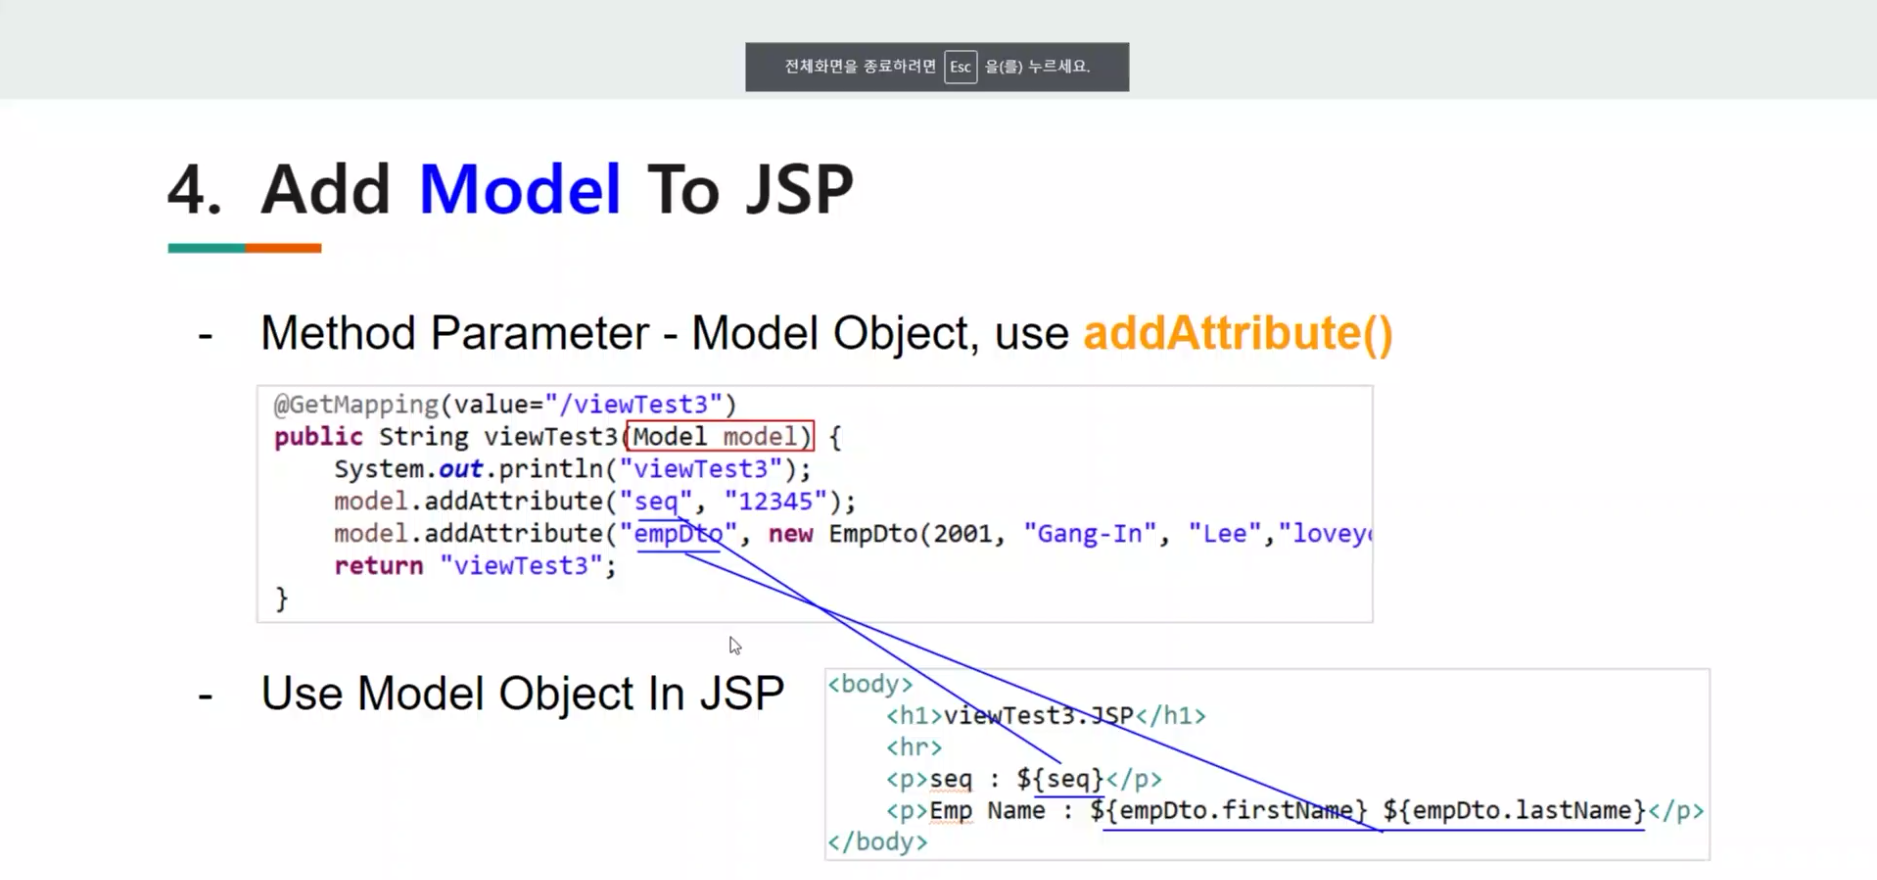 전체화면을 종료하려면 Esc 을(를) 누르세요.
4. Add Model To JSP
- Method Parameter - Model Object, use addAttribute()
@GetMapping(value="/viewTest3")
public String viewTest3(Model model) {
System.out.println("viewTest3");
model.addAttribute("seq", "12345");
model.addAttribute("empDto", new EmpDto(2001, "Gang-In", "Lee","lovey
return "viewTest3";
}
- Use Model Object In JSP
<body>
<h1>viewTest3.JSP</h1>
<hr>
<p>seq : ${seq}</p>
<p>Emp Name : ${empDto.firstName} ${empDto.lastName}</p>
</body>